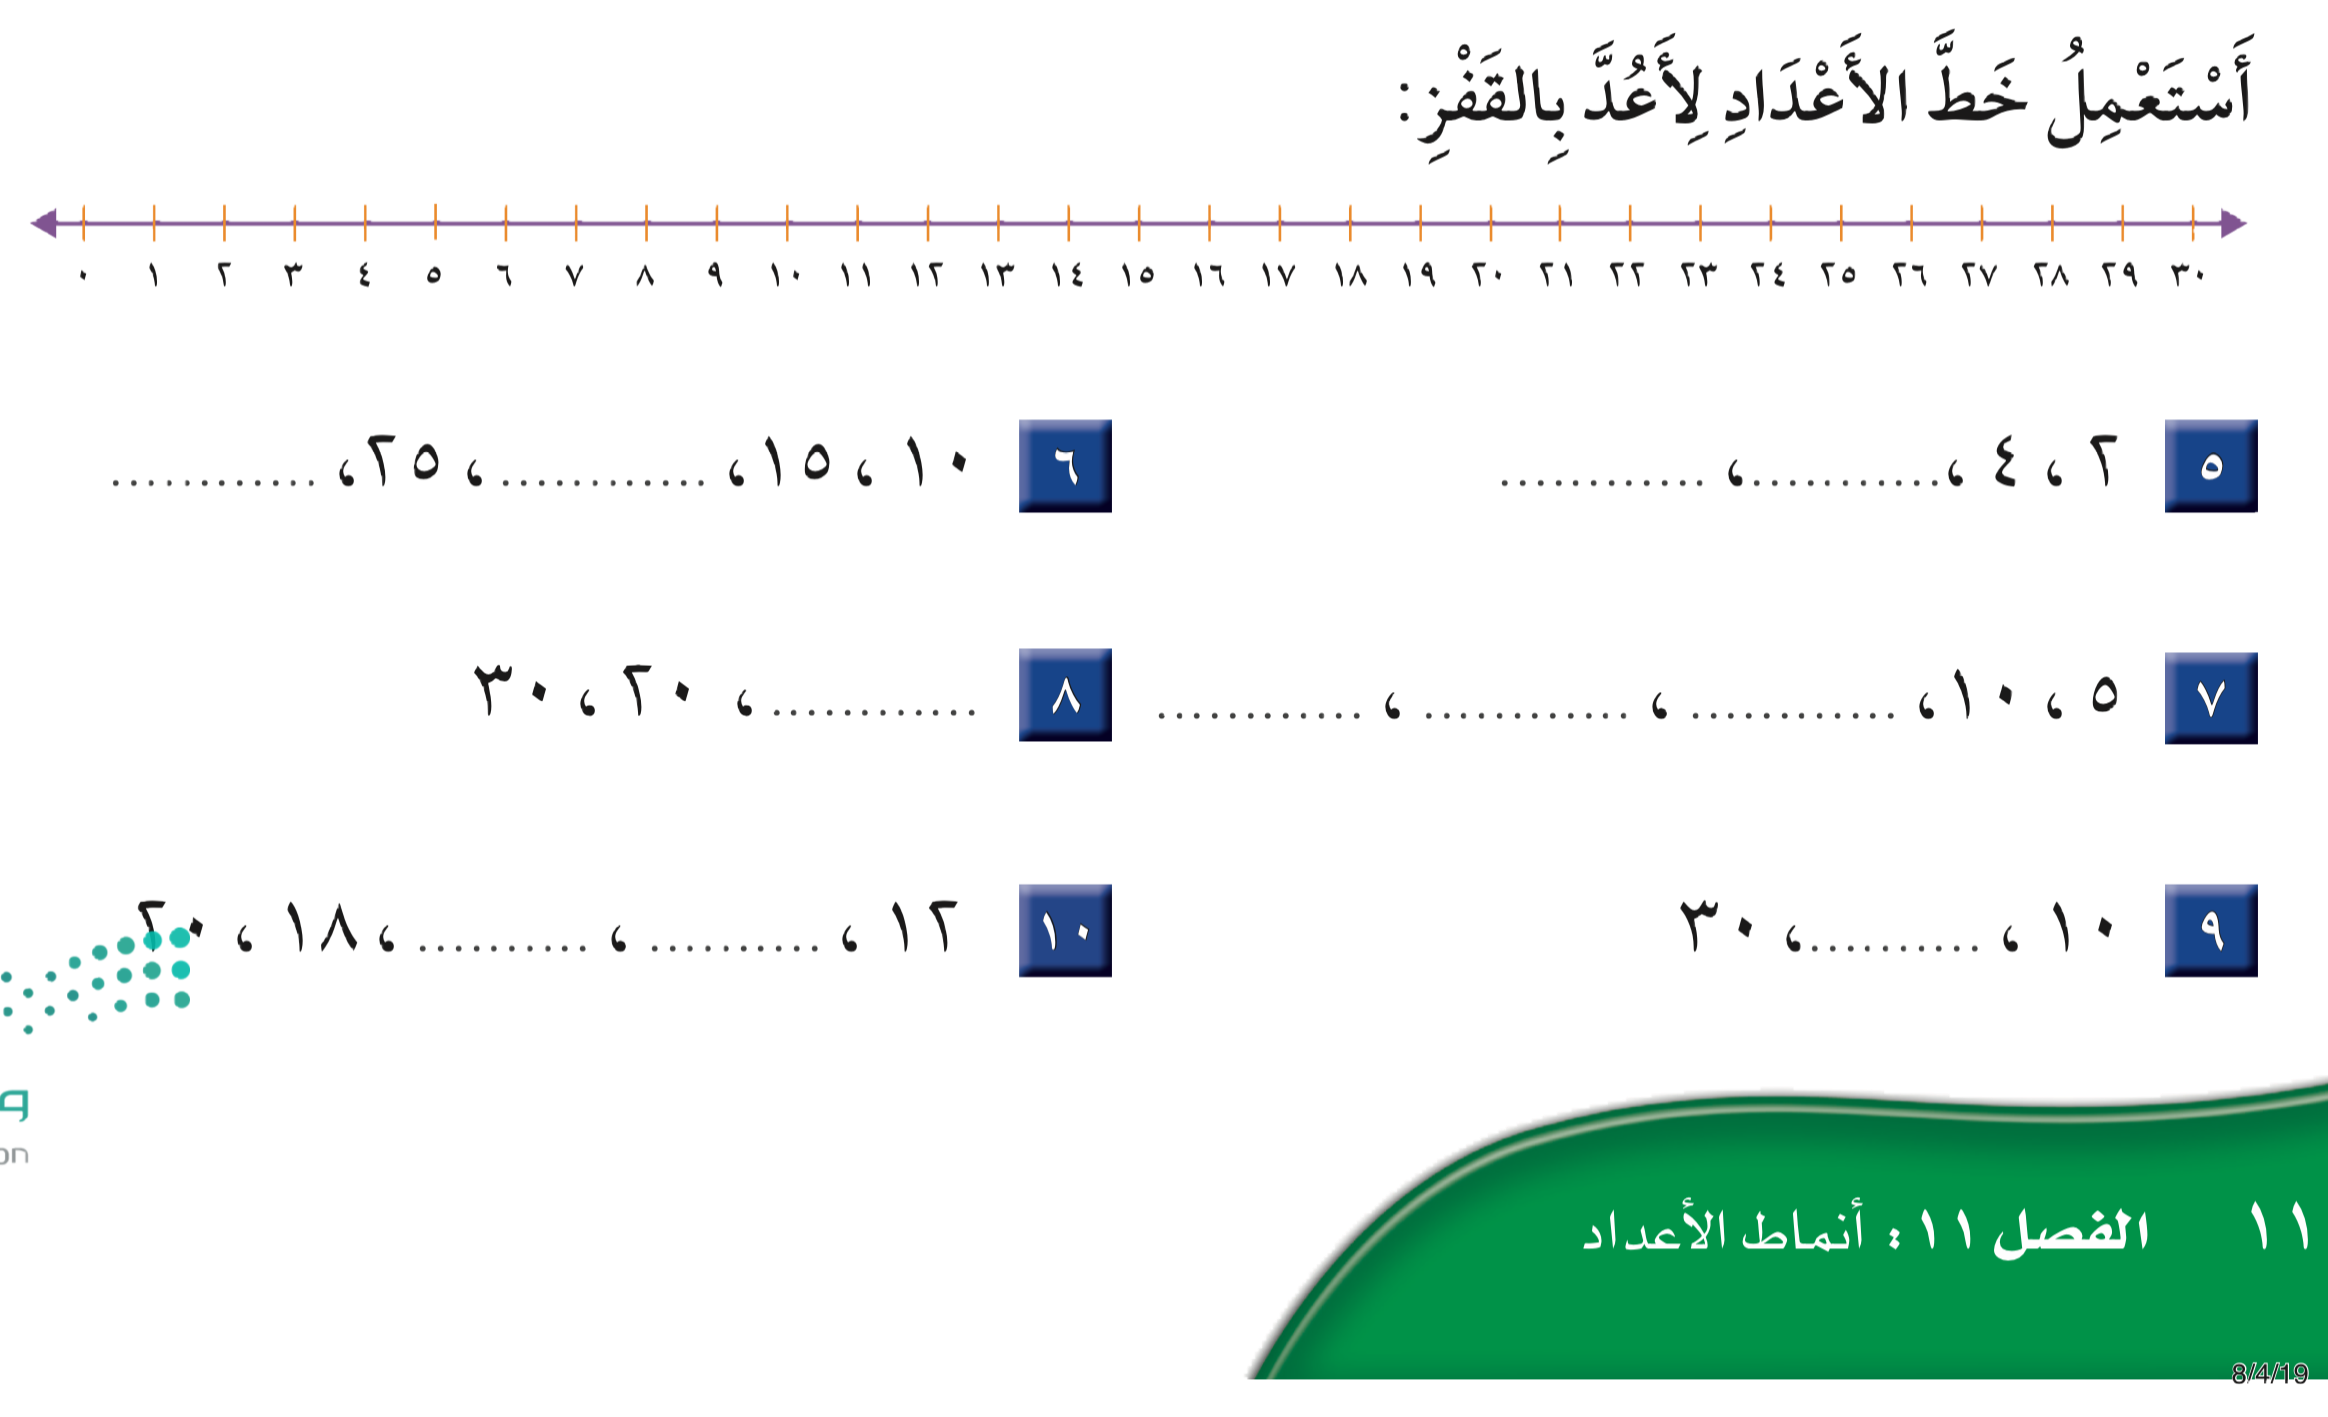 أَسْتَعْمِلُ خَطَّ الأَعْدَادِ لِأَعُدَّ بِالقَفْزِ:
٠ ١ ٢ ٣ ٤ ٥ ٦ ٧ ٨ ٩ ١٠ ١١ ١٢ ١٣ ١٤ ١٥ ١٦ ١٧ ١٨ ١٩ ٢٠ ٢١ ٢٢ ٢٣ ٢٤ ٢٥ ٢٦ ٢٧ ٢٨ ٢٩ ٣٠
٥ ٢ ، ٤ ، ........... ، ............
٦ ١٠ ، ١٥ ، ............ ، ٢٥ ، ............
٧ ٥ ، ١٠ ، ............ ، ............ ، ............
٨ ............ ، ٢٠ ، ٣٠
٩ ١٠ ، .......... ، ٣٠
١٠ ١٢ ، .......... ، .......... ، ١٨ ، ٢٠
١١ الفصل ١١: أنماط الأعداد
8/4/19